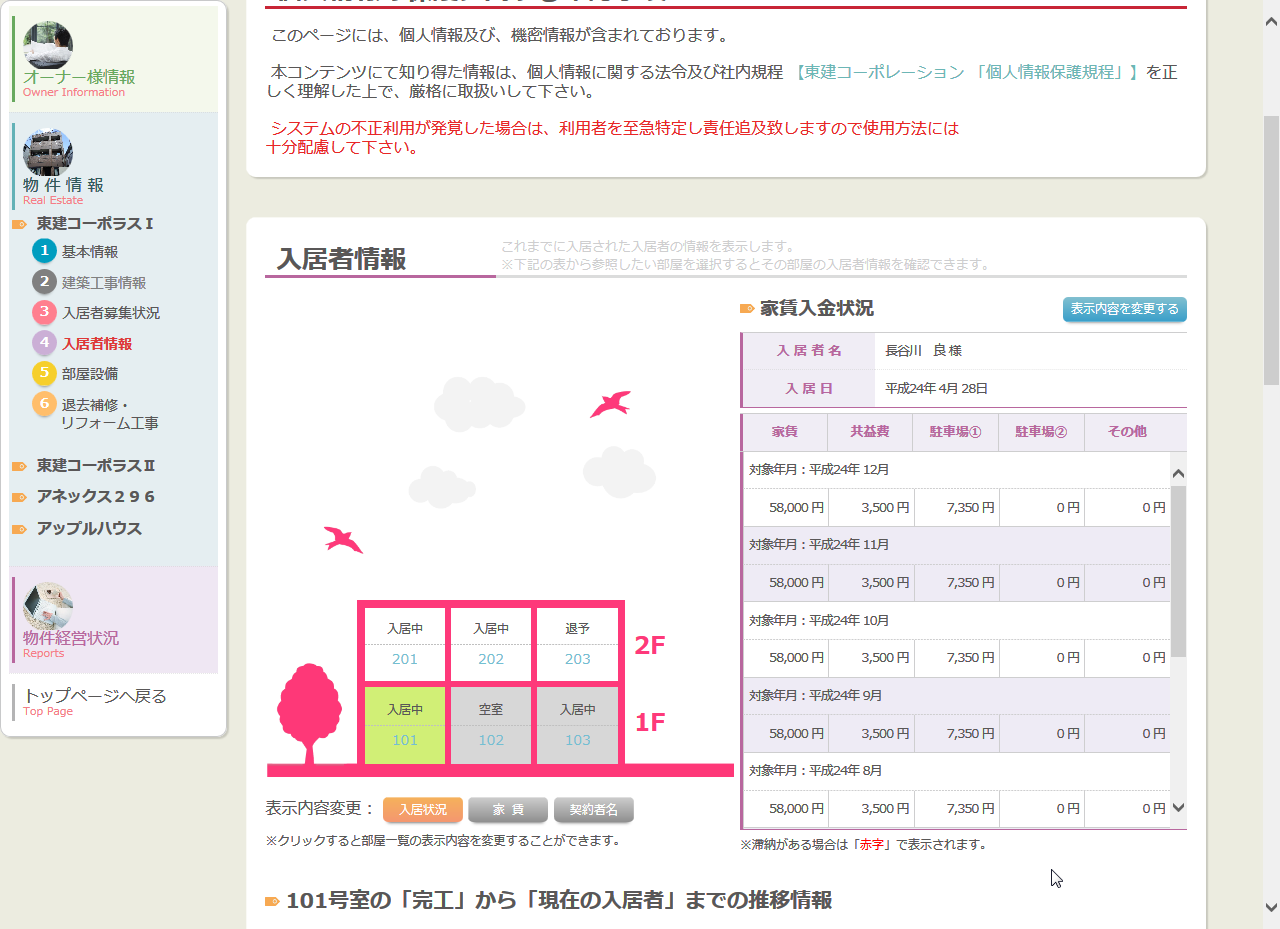 オーナー様情報
Owner Information
物 件 情 報
Real Estate
東建コーポラスⅠ
1 基本情報
2 建築工事情報
3 入居者募集状況
4 入居者情報
5 部屋設備
6 退去補修・
リフォーム工事
東建コーポラスⅡ
アネックス２９６
アップルハウス
物件経営状況
Reports
トップページへ戻る
Top Page
このページには、個人情報及び、機密情報が含まれております。
本コンテンツにて知り得た情報は、個人情報に関する法令及び社内規程 【東建コーポレーション 「個人情報保護規程」】を正
しく理解した上で、厳格に取扱いして下さい。
システムの不正利用が発覚した場合は、利用者を至急特定し責任追及致しますので使用方法には
十分配慮して下さい。
入居者情報
これまでに入居された入居者の情報を表示します。
※下記の表から参照したい部屋を選択するとその部屋の入居者情報を確認できます。
入居中 入居中 退予
201 202 203
2F
入居中 空室 入居中
101 102 103
1F
表示内容変更： 入居状況 家 賃 契約者名
※クリックすると部屋一覧の表示内容を変更することができます。
家賃入金状況 表示内容を変更する
入 居 者 名 長谷川　良 様
入 居 日 平成24年 4月 28日
家賃 共益費 駐車場① 駐車場② その他
対象年月：平成24年 12月
58,000 円 3,500 円 7,350 円 0 円 0 円
対象年月：平成24年 11月
58,000 円 3,500 円 7,350 円 0 円 0 円
対象年月：平成24年 10月
58,000 円 3,500 円 7,350 円 0 円 0 円
対象年月：平成24年 9月
58,000 円 3,500 円 7,350 円 0 円 0 円
対象年月：平成24年 8月
58,000 円 3,500 円 7,350 円 0 円 0 円
※滞納がある場合は「赤字」で表示されます。
101号室の「完工」から「現在の入居者」までの推移情報